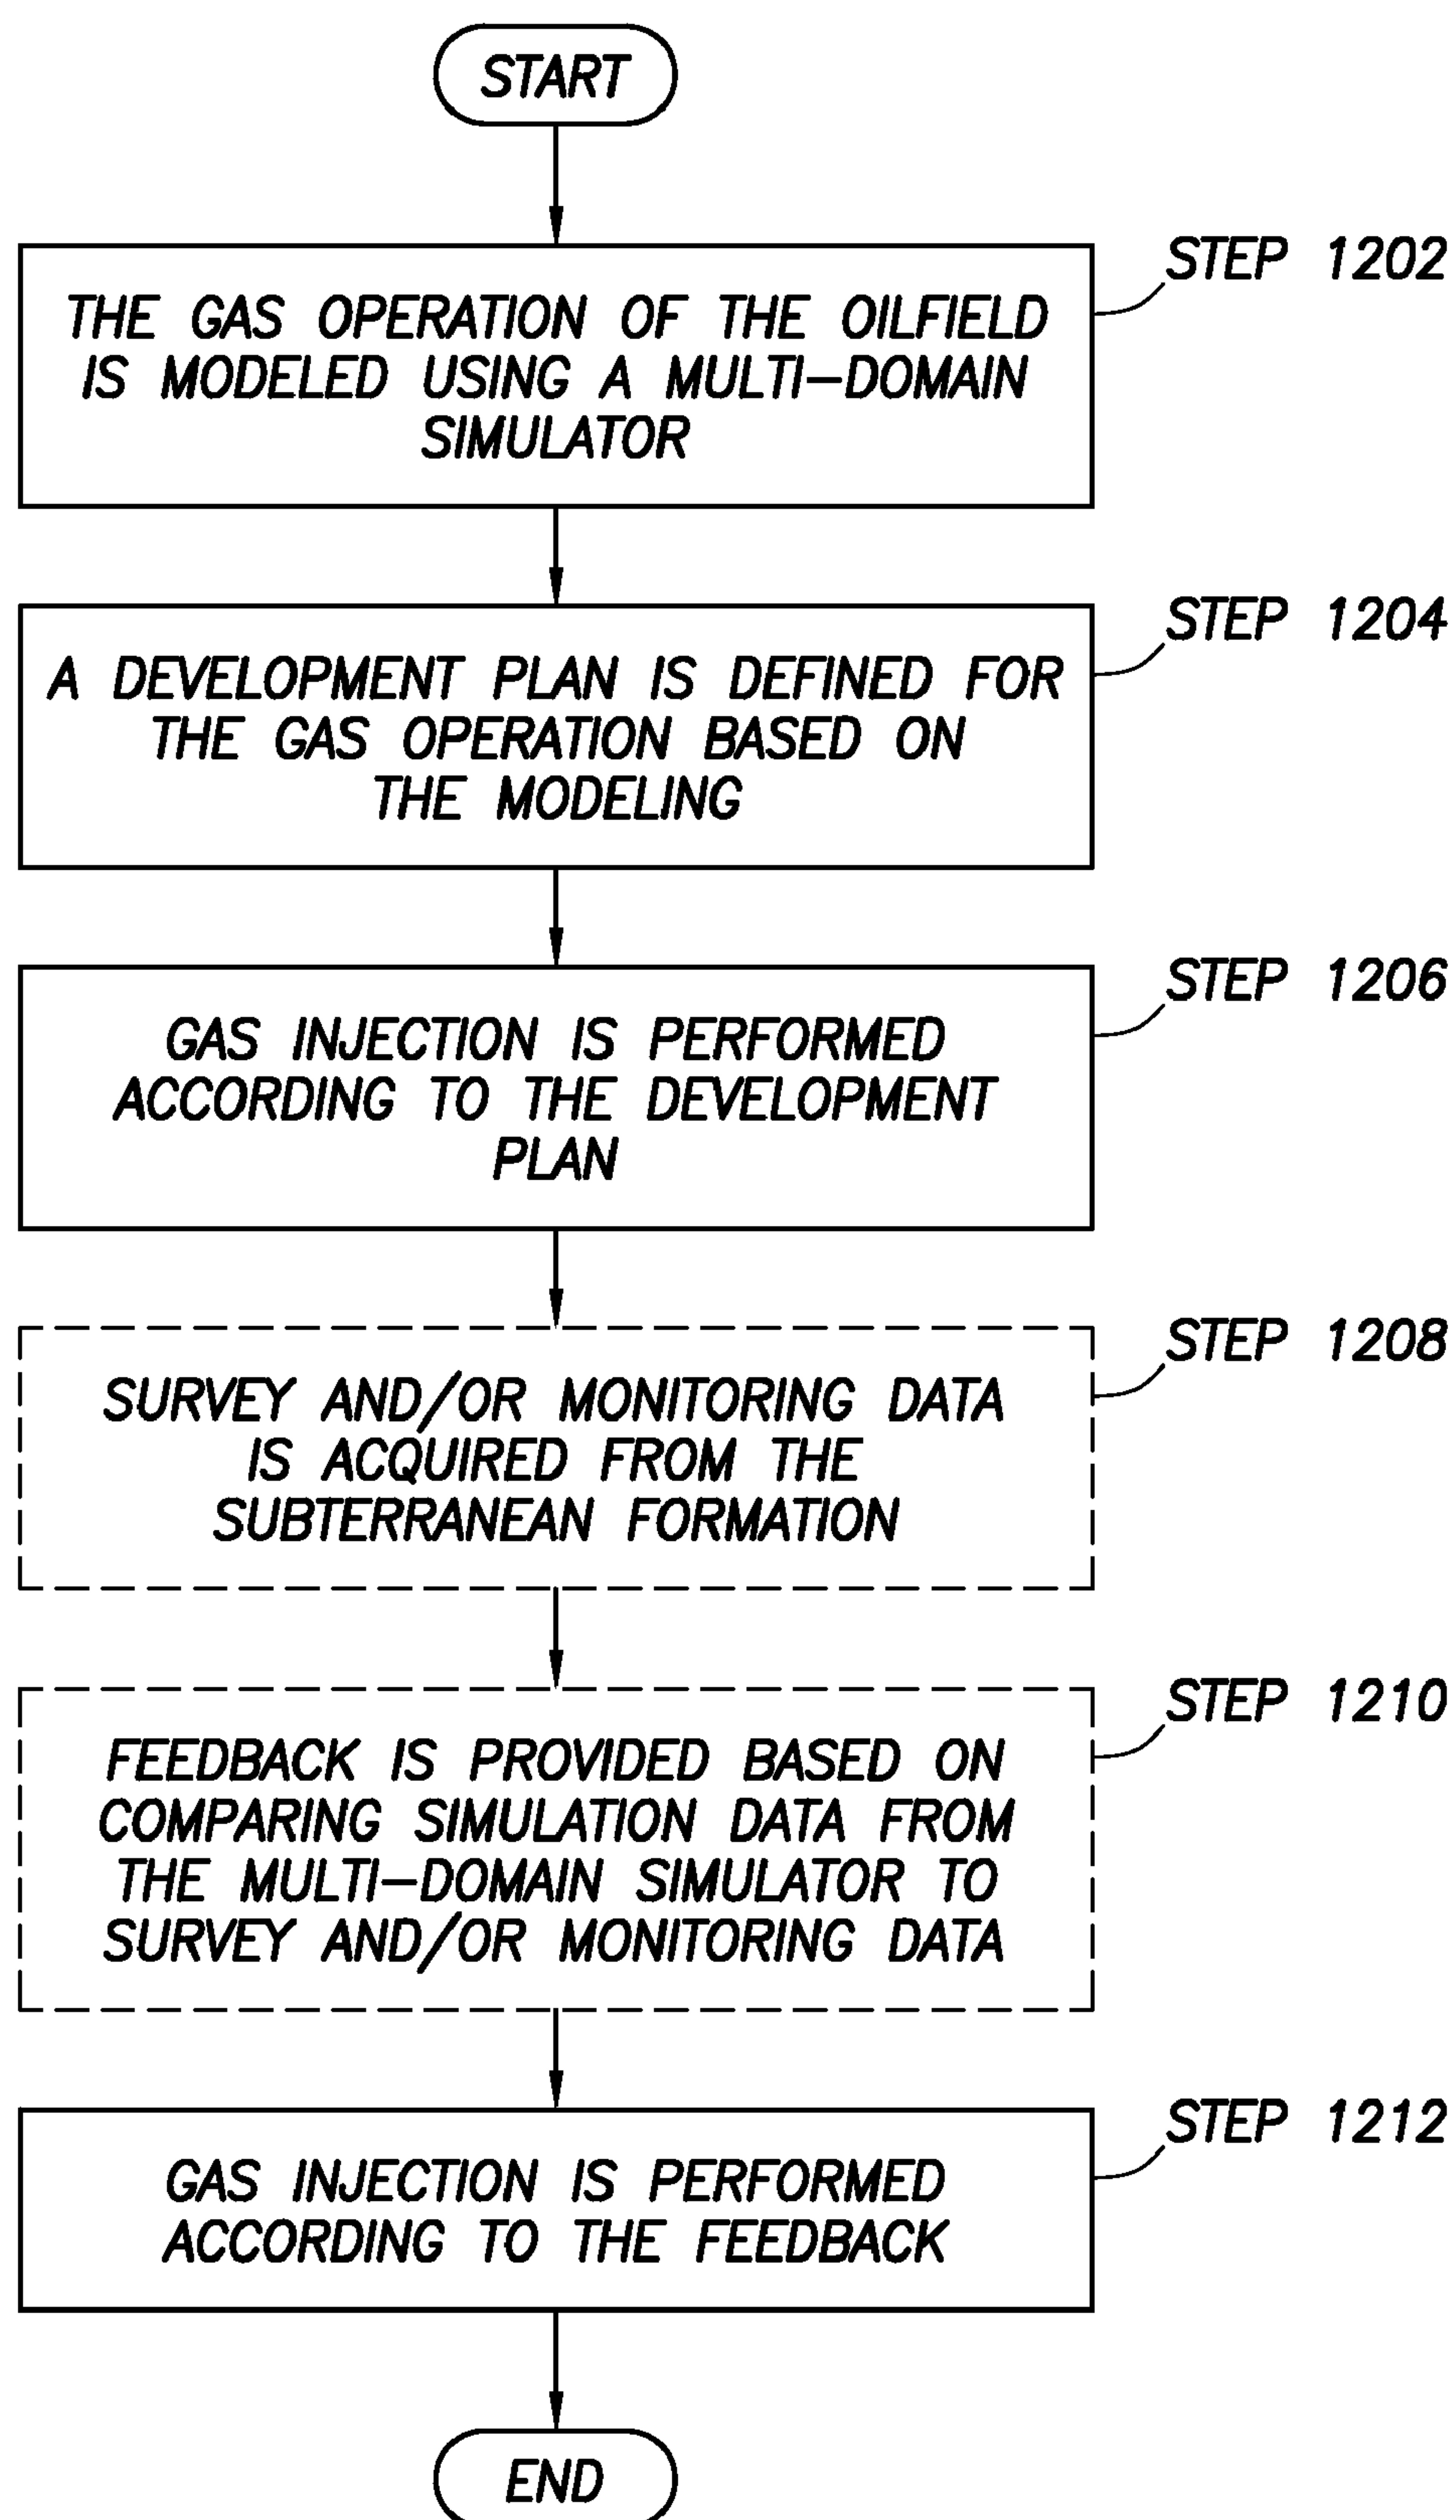 START
STEP 1202
THE GAS OPERATION OF THE OILFIELD
IS MODELED USING A MULTI-DOMAIN
SIMULATOR
STEP 1204
A DEVELOPMENT PLAN IS DEFINED FOR
THE GAS OPERATION BASED ON
THE MODELING
STEP 1206
GAS INJECTION IS PERFORMED
ACCORDING TO THE DEVELOPMENT
PLAN
STEP 1208
SURVEY AND/OR MONITORING DATA
IS ACQUIRED FROM THE
SUBTERRANEAN FORMATION
STEP 1210
FEEDBACK IS PROVIDED BASED ON
COMPARING SIMULATION DATA FROM
THE MULTI-DOMAIN SIMULATOR TO
SURVEY AND/OR MONITORING DATA
STEP 1212
GAS INJECTION IS PERFORMED
ACCORDING TO THE FEEDBACK
END